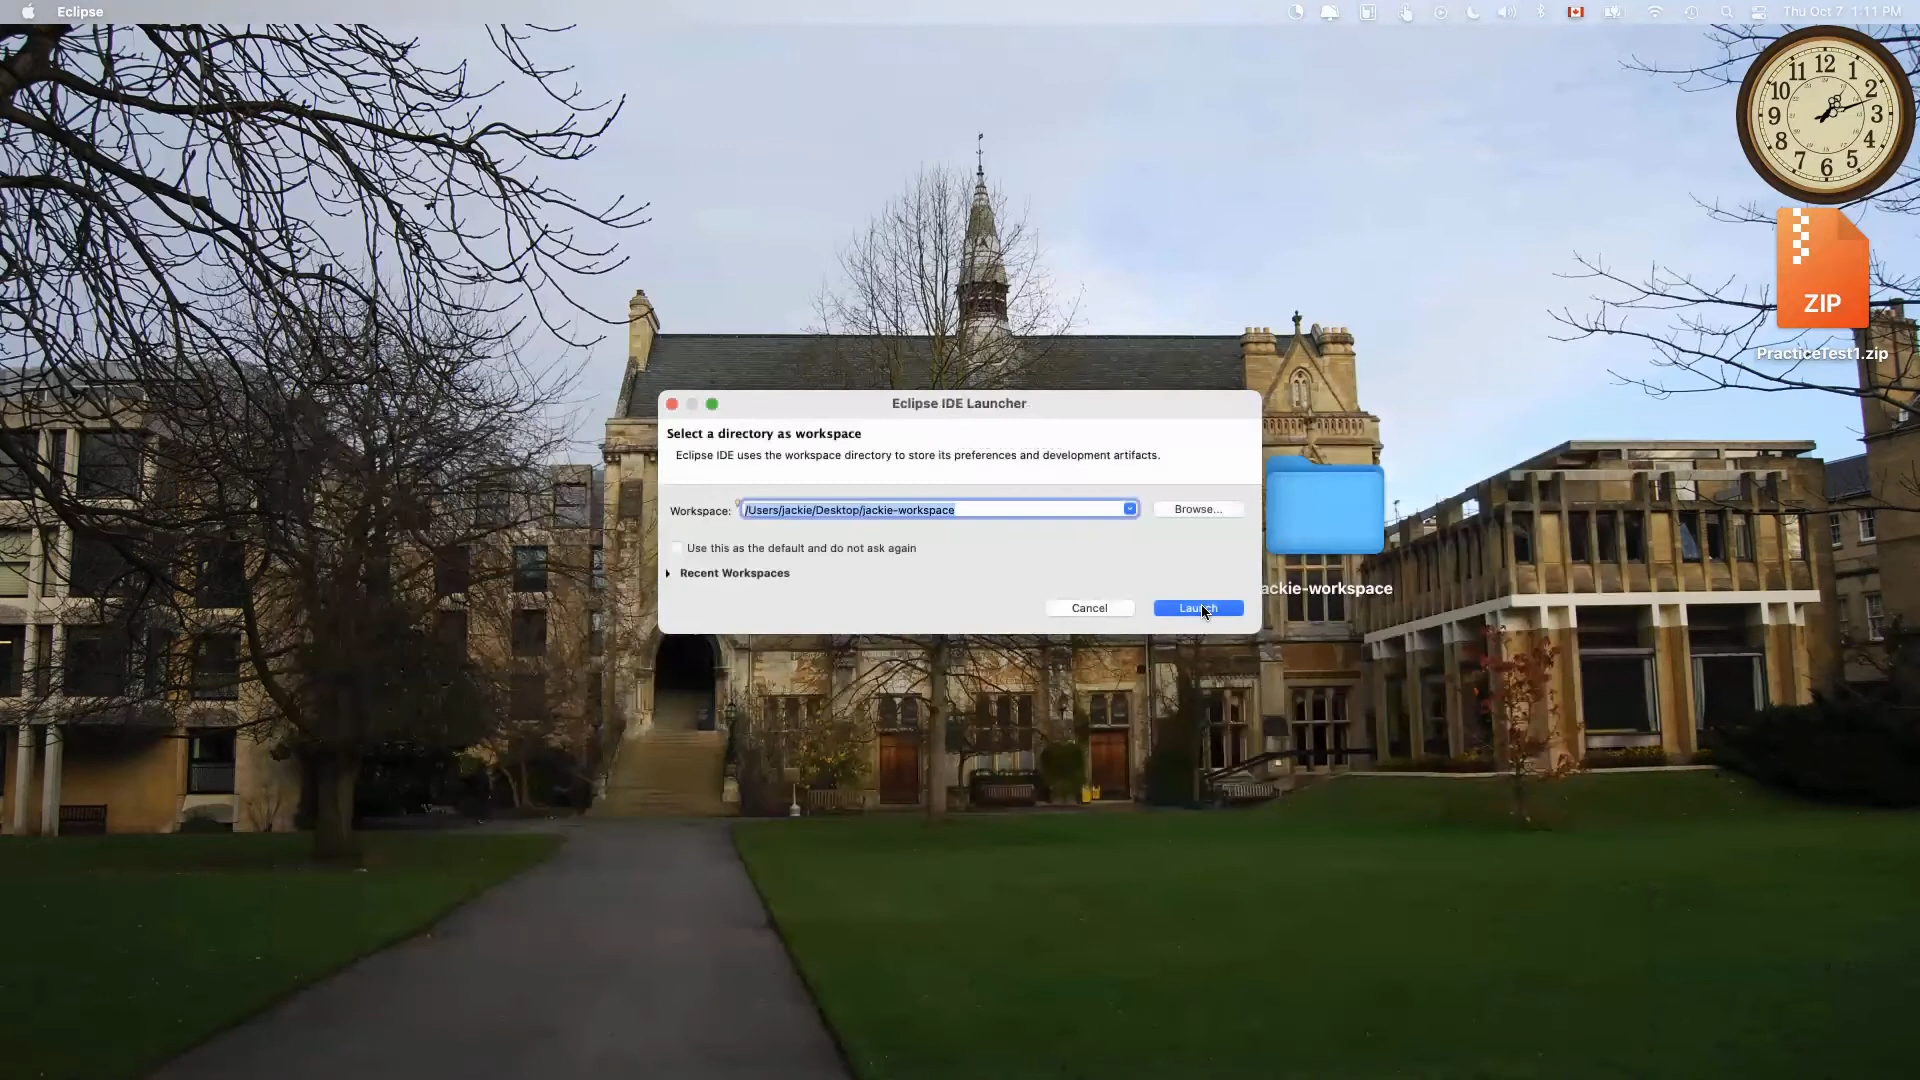 Eclipse
Thu Oct 7 1:11 PM
12
11 1
10 2
9 3
8 4
7 5
6
ZIP
PracticeTest1.zip
Eclipse IDE Launcher
Select a directory as workspace
Eclipse IDE uses the workspace directory to store its preferences and development artifacts.
Workspace: /Users/jackie/Desktop/jackie-workspace Browse...
Use this as the default and do not ask again
Recent Workspaces
ackie-workspace
Cancel Launch